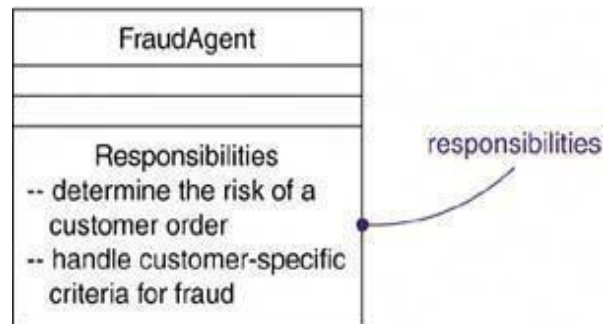 FraudAgent
Responsibilities
-- determine the risk of a
customer order
-- handle customer-specific
criteria for fraud
responsibilities